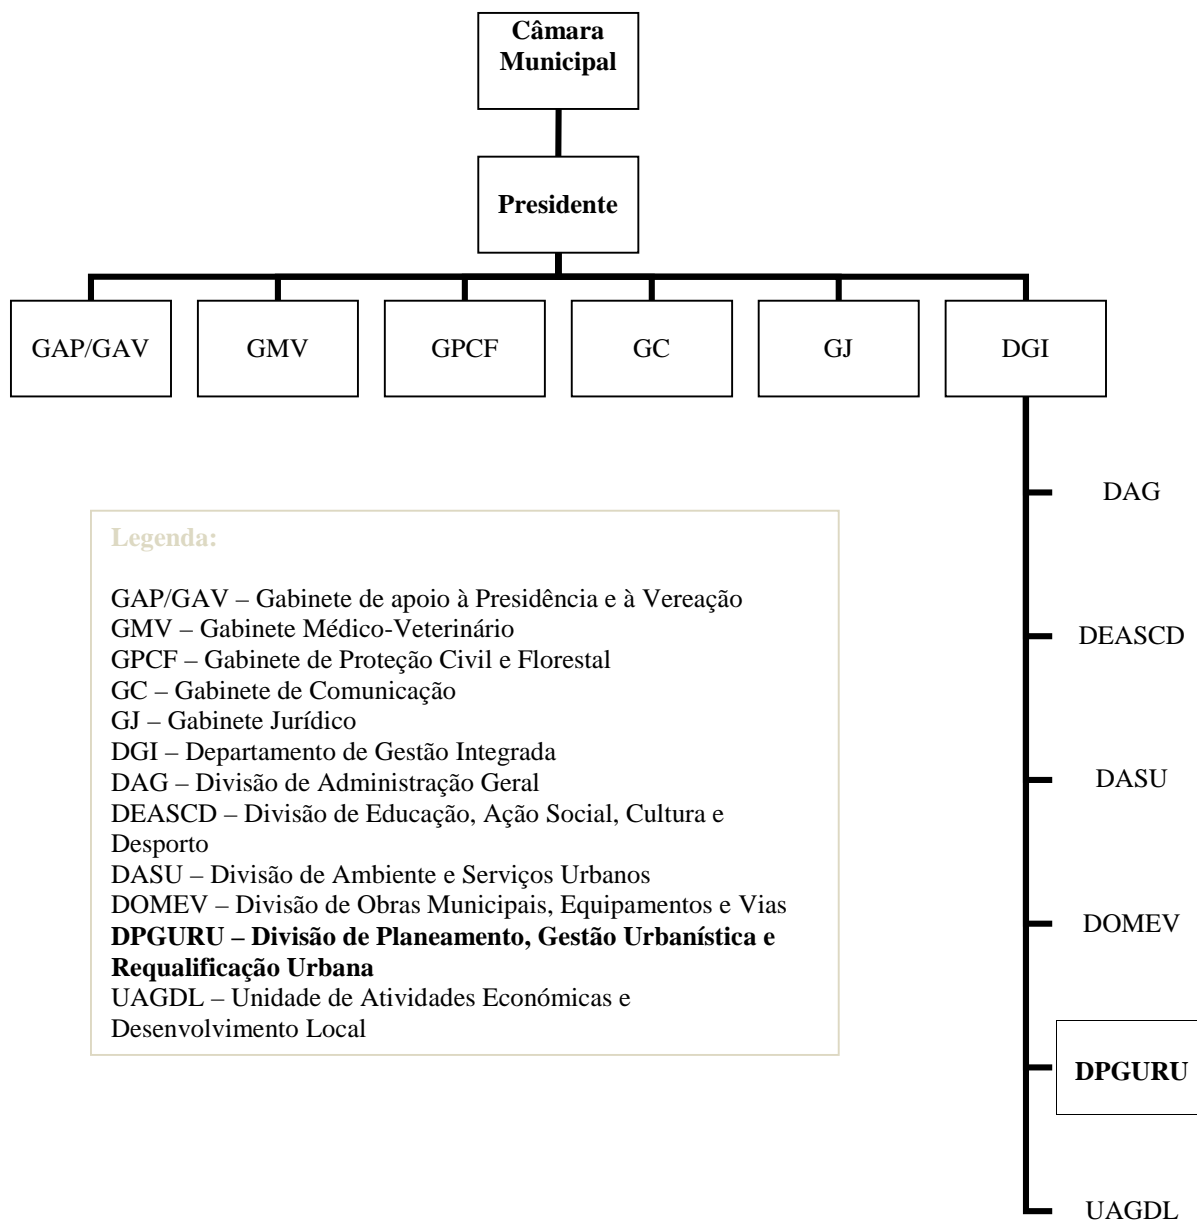 Câmara
Municipal
Presidente
GAP/GAV
GMV
GPCF
GC
GJ
DGI
DAG
DEASCD
DASU
DOMEV
DPGURU
UAGDL
Legenda:
GAP/GAV – Gabinete de apoio à Presidência e à Vereação
GMV – Gabinete Médico-Veterinário
GPCF – Gabinete de Proteção Civil e Florestal
GC – Gabinete de Comunicação
GJ – Gabinete Jurídico
DGI – Departamento de Gestão Integrada
DAG – Divisão de Administração Geral
DEASCD – Divisão de Educação, Ação Social, Cultura e
Desporto
DASU – Divisão de Ambiente e Serviços Urbanos
DOMEV – Divisão de Obras Municipais, Equipamentos e Vias
DPGURU – Divisão de Planeamento, Gestão Urbanística e
Requalificação Urbana
UAGDL – Unidade de Atividades Económicas e
Desenvolvimento Local